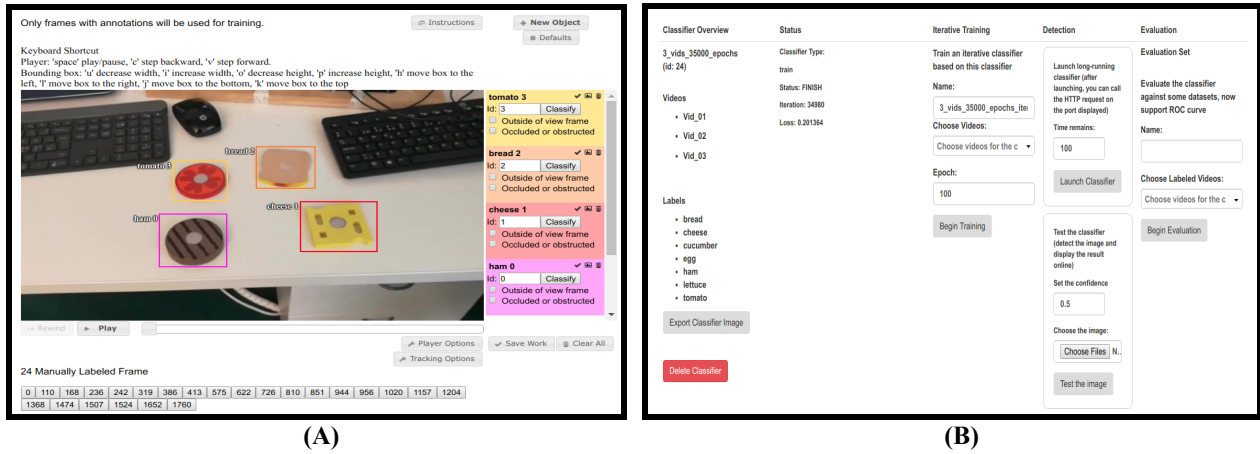 Only frames with annotations will be used for training.
Instructions
New Object
Defaults
Keyboard Shortcut
Player: 'space' play/pause, 'c' step backward, 'v' step forward.
Bounding box: 'u' decrease width, 'i' increase width, 'o' decrease height, 'p' increase height, 'h' move box to the
left, 'l' move box to the right, 'j' move box to the bottom, 'k' move box to the top
tomato 3
bread 2
cheese 1
ham 0
tomato 3
Id: 3 Classify
Outside of view frame
Occluded or obstructed
bread 2
Id: 2 Classify
Outside of view frame
Occluded or obstructed
cheese 1
Id: 1 Classify
Outside of view frame
Occluded or obstructed
ham 0
Id: 0 Classify
Outside of view frame
Occluded or obstructed
Rewind
Play
Player Options
Save Work
Clear All
Tracking Options
24 Manually Labeled Frame
0 110 168 236 242 319 386 413 575 622 726 810 851 944 956 1020 1157 1204
1368 1474 1507 1524 1652 1760
(A)
Classifier Overview
3_vids_35000_epochs
(id: 24)
Videos
Vid_01
Vid_02
Vid_03
Labels
bread
cheese
cucumber
egg
ham
lettuce
tomato
Export Classifier Image
Delete Classifier
Status
Classifier Type:
train
Status: FINISH
Iteration: 34980
Loss: 0.201364
Iterative Training
Train an iterative classifier
based on this classifier
Name:
3_vids_35000_epochs_iter
Choose Videos:
Choose videos for the c
Epoch:
100
Begin Training
Detection
Launch long-running
classifier (after
launching, you can call
the HTTP request on
the port displayed)
Time remains:
100
Launch Classifier
Test the classifier
(detect the image and
display the result
online)
Set the confidence
0.5
Choose the image:
Choose Files N..
Test the image
Evaluation
Evaluation Set
Evaluate the classifier
against some datasets, now
support ROC curve
Name:
Choose Labeled Videos:
Choose videos for the c
Begin Evaluation
(B)